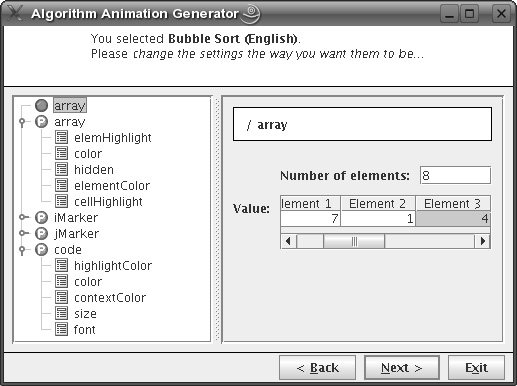 Algorithm Animation Generator
You selected Bubble Sort (English).
Please change the settings the way you want them to be...
array
array
elemHighlight
color
hidden
elementColor
cellHighlight
iMarker
jMarker
code
highlightColor
color
contextColor
size
font
/ array
Number of elements: 8
Value:
lement 1 Element 2 Element 3
7 1 4
< Back Next > Exit